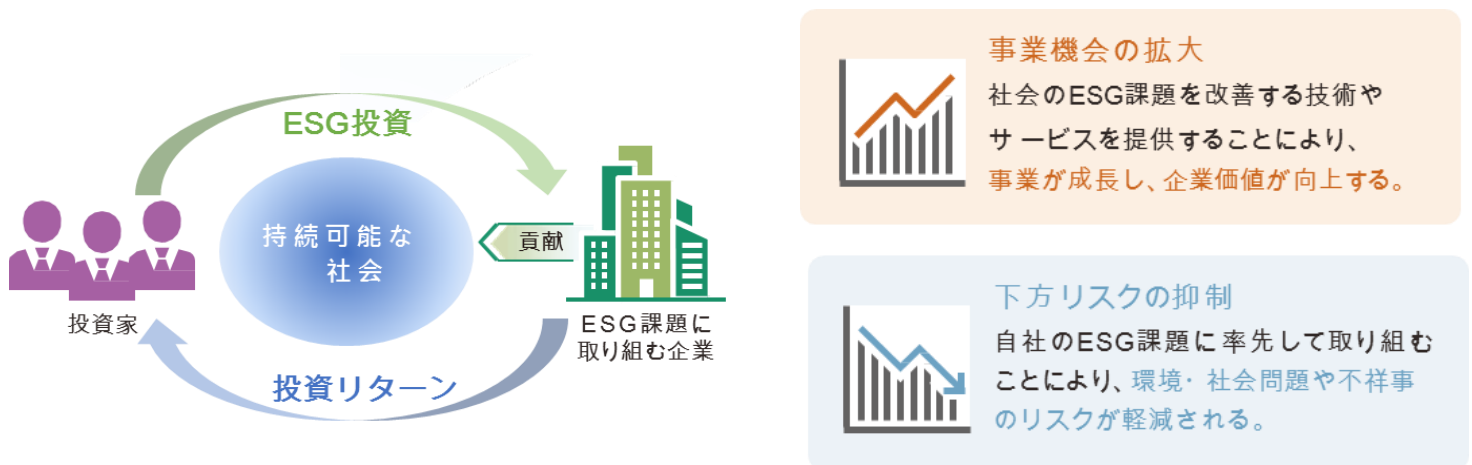 ESG投資
持続可能な
社会
貢献
投資家
ESG課題に
取り組む企業
投資リターン
事業機会の拡大
社会のESG課題を改善する技術や
サービスを提供することにより、
事業が成長し、企業価値が向上する。
下方リスクの抑制
自社のESG課題に率先して取り組む
ことにより、環境・社会問題や不祥事
のリスクが軽減される。